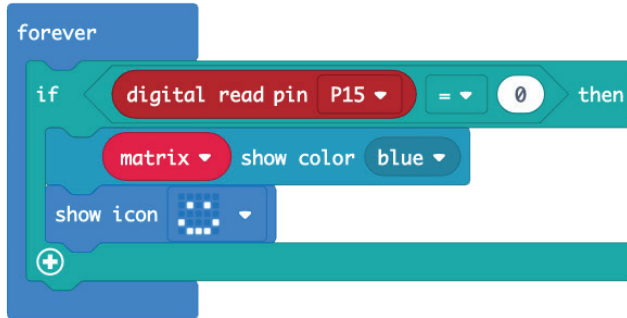 forever
if digital read pin P15 = 0 then
matrix show color blue
show icon